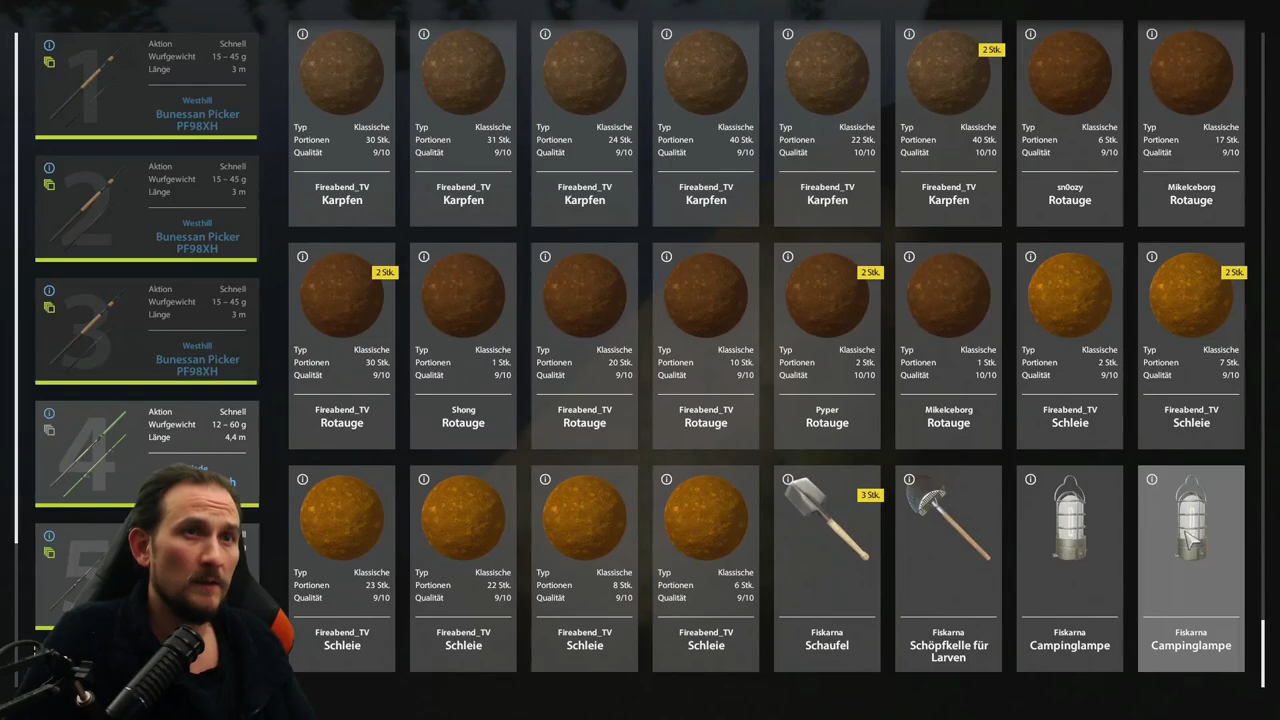 1
Aktion Schnell
Wurfgewicht 15 – 45 g
Länge 3 m
Westhill
Bunessan Picker
PF98XH
2
Aktion Schnell
Wurfgewicht 15 – 45 g
Länge 3 m
Westhill
Bunessan Picker
PF98XH
3
Aktion Schnell
Wurfgewicht 15 – 45 g
Länge 3 m
Westhill
Bunessan Picker
PF98XH
4
Aktion Schnell
Wurfgewicht 12 – 60 g
Länge 4,4 m
5
Typ Klassische
Portionen 30 Stk.
Qualität 9/10
Fireabend_TV
Karpfen
Typ Klassische
Portionen 31 Stk.
Qualität 9/10
Fireabend_TV
Karpfen
Typ Klassische
Portionen 24 Stk.
Qualität 9/10
Fireabend_TV
Karpfen
Typ Klassische
Portionen 40 Stk.
Qualität 9/10
Fireabend_TV
Karpfen
Typ Klassische
Portionen 22 Stk.
Qualität 10/10
Fireabend_TV
Karpfen
2 Stk.
Typ Klassische
Portionen 40 Stk.
Qualität 10/10
Fireabend_TV
Karpfen
Typ Klassische
Portionen 6 Stk.
Qualität 9/10
sn0ozy
Rotauge
Typ Klassische
Portionen 17 Stk.
Qualität 9/10
Mikelceborg
Rotauge
2 Stk.
Typ Klassische
Portionen 30 Stk.
Qualität 9/10
Fireabend_TV
Rotauge
Typ Klassische
Portionen 1 Stk.
Qualität 9/10
Shong
Rotauge
Typ Klassische
Portionen 20 Stk.
Qualität 9/10
Fireabend_TV
Rotauge
Typ Klassische
Portionen 10 Stk.
Qualität 9/10
Fireabend_TV
Rotauge
2 Stk.
Typ Klassische
Portionen 2 Stk.
Qualität 10/10
Pyper
Rotauge
Typ Klassische
Portionen 1 Stk.
Qualität 10/10
Mikelceborg
Rotauge
Typ Klassische
Portionen 2 Stk.
Qualität 9/10
Fireabend_TV
Schleie
2 Stk.
Typ Klassische
Portionen 7 Stk.
Qualität 9/10
Fireabend_TV
Schleie
Typ Klassische
Portionen 23 Stk.
Qualität 9/10
Fireabend_TV
Schleie
Typ Klassische
Portionen 22 Stk.
Qualität 9/10
Fireabend_TV
Schleie
Typ Klassische
Portionen 8 Stk.
Qualität 9/10
Fireabend_TV
Schleie
Typ Klassische
Portionen 6 Stk.
Qualität 9/10
Fireabend_TV
Schleie
3 Stk.
Fiskarna
Schaufel
Fiskarna
Schöpfkelle für
Larven
Fiskarna
Campinglampe
Fiskarna
Campinglampe